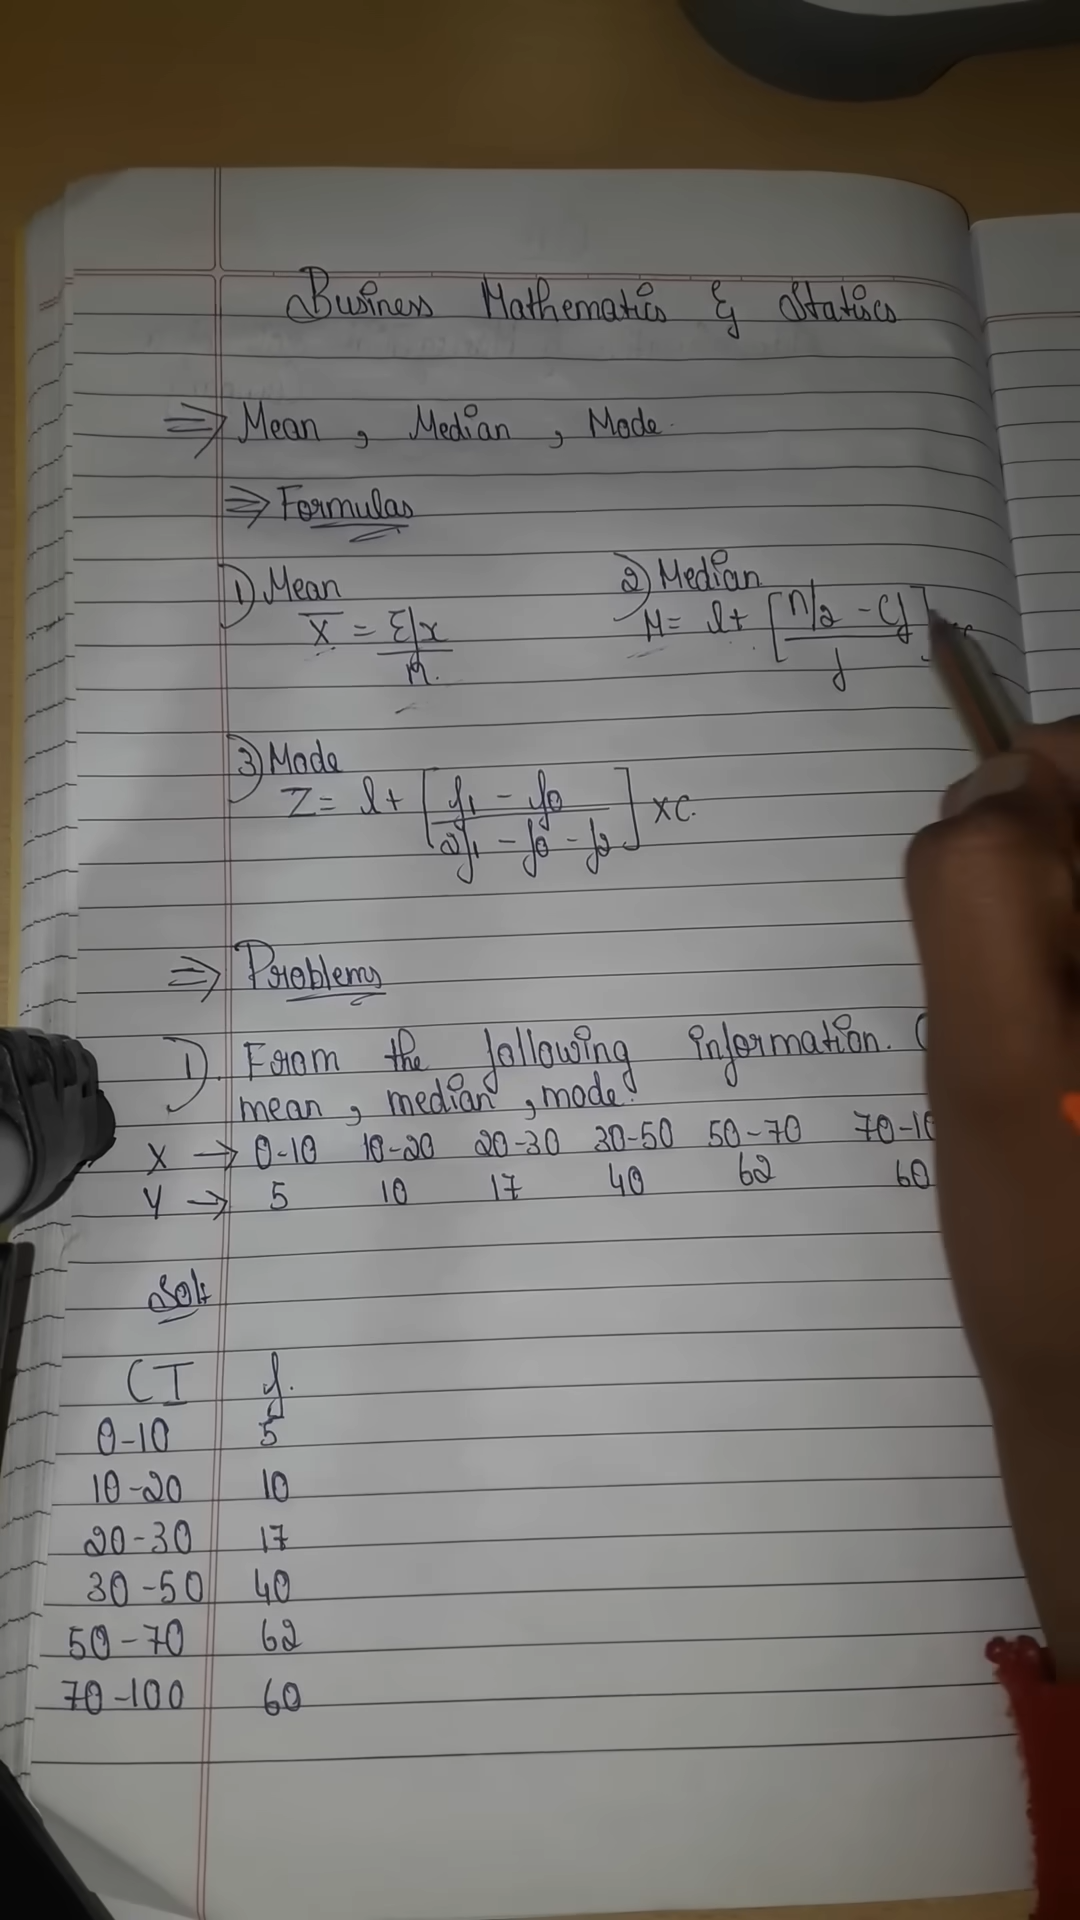 Business Mathematics & Statiscs
⇒ Mean, Median, Mode.
⇒ Formulas
1) Mean
X̅ = Σfx / n.
2) Median
M = l + [n/2 - cf / f]
3) Mode
Z = l + [f1 - f0 / 2f1 - f0 - f2] × c.
⇒ Problems
1). From the following information.
mean, median, mode.
X → 0-10 10-20 20-30 30-50 50-70 70-10
Y → 5 10 17 40 62 60
Sol:
CI f.
0-10 5
10-20 10
20-30 17
30-50 40
50-70 62
70-100 60